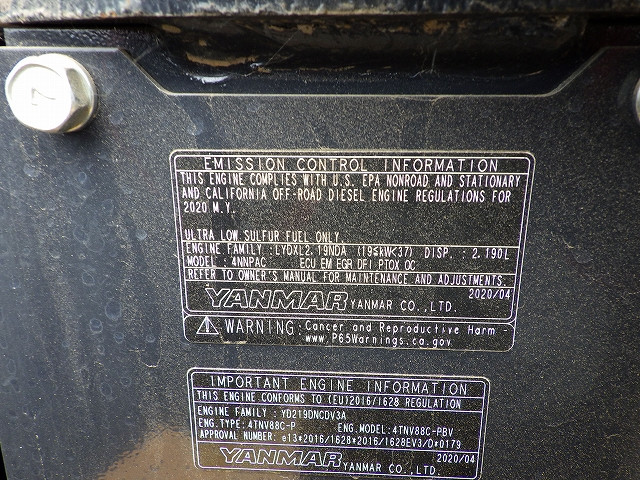 EMISSION CONTROL INFORMATION
THIS ENGINE COMPLIES WITH U.S. EPA NONROAD AND STATIONARY
AND CALIFORNIA OFF-ROAD DIESEL ENGINE REGULATIONS FOR
2020 M.Y.
ULTRA LOW SULFUR FUEL ONLY
ENGINE FAMILY :LYDXL2.19NDA (19≤kW<37) DISP. : 2.190L
MODEL: 4NNPAC ECU EM EGR DFI PTOX OC
REFER TO OWNER'S MANUAL FOR MAINTENANCE AND ADJUSTMENTS.
2020/04
YANMAR YANMAR CO.,LTD.
WARNING: Cancer and Reproductive Harm -
www.P65Warnings.ca.gov
IMPORTANT ENGINE INFORMATION
THIS ENGINE CONFORMS TO (EU)2016/1628 REGULATION
ENGINE FAMILY : YD219DNCDV3A
ENG.TYPE: 4TNV88C-P ENG.MODEL: 4TNV88C-PBV
APPROVAL NUMBER: e13*2016/1628*2016/1628EV3/D*0179
2020/04
YANMAR YANMAR CO.,LTD.